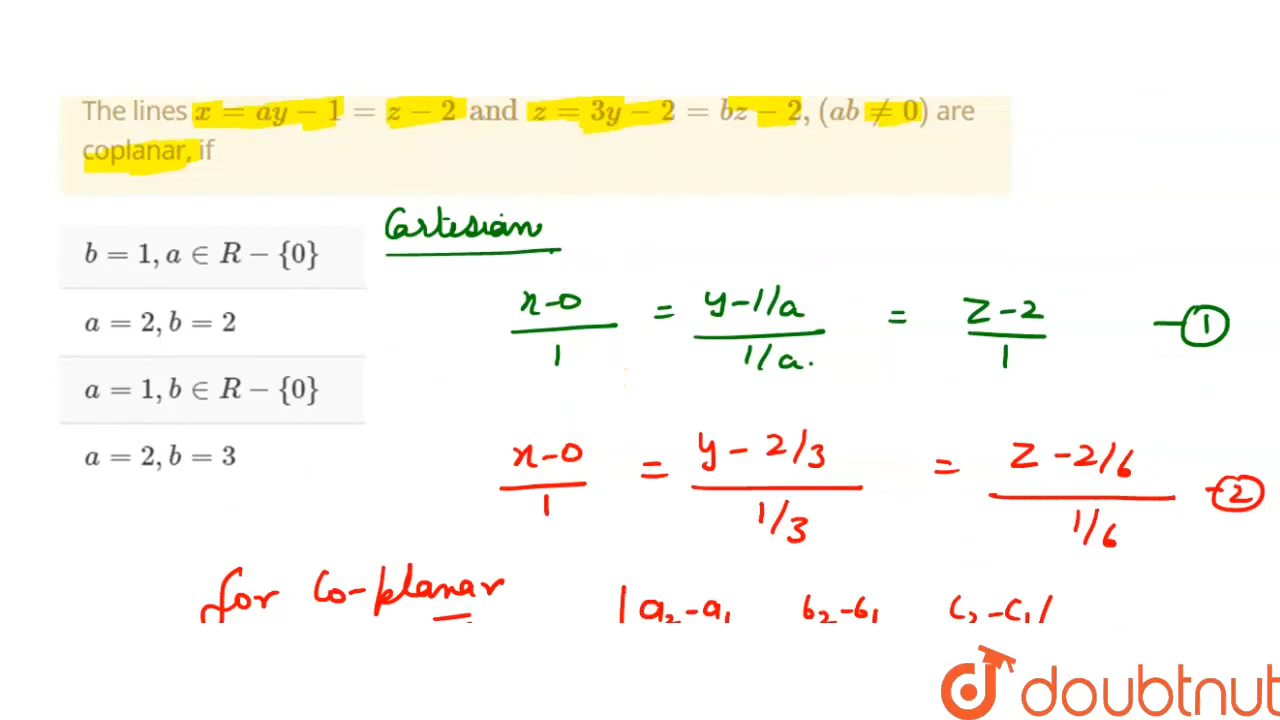 The lines x = ay − 1 = z − 2 and z = 3y − 2 = bz − 2, (ab ≠ 0) are
coplanar, if
b = 1, a ∈ R − {0}
a = 2, b = 2
a = 1, b ∈ R − {0}
a = 2, b = 3
Cartesian
x-0/1 = y-1/a/1/a. = z-2/1 -①
x-0/1 = y-2/3/1/3 = z-2/6/1/6 -②
for Co-planar
|a₂-a₁ b₂-b₁ c₂-c₁|
doubtnut